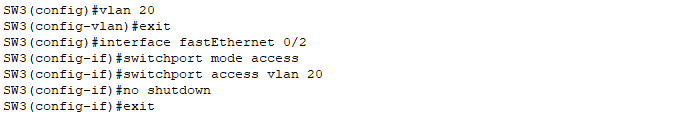 SW3(config)#vlan 20
SW3(config-vlan)#exit
SW3(config)#interface fastEthernet 0/2
SW3(config-if)#switchport mode access
SW3(config-if)#switchport access vlan 20
SW3(config-if)#no shutdown
SW3(config-if)#exit